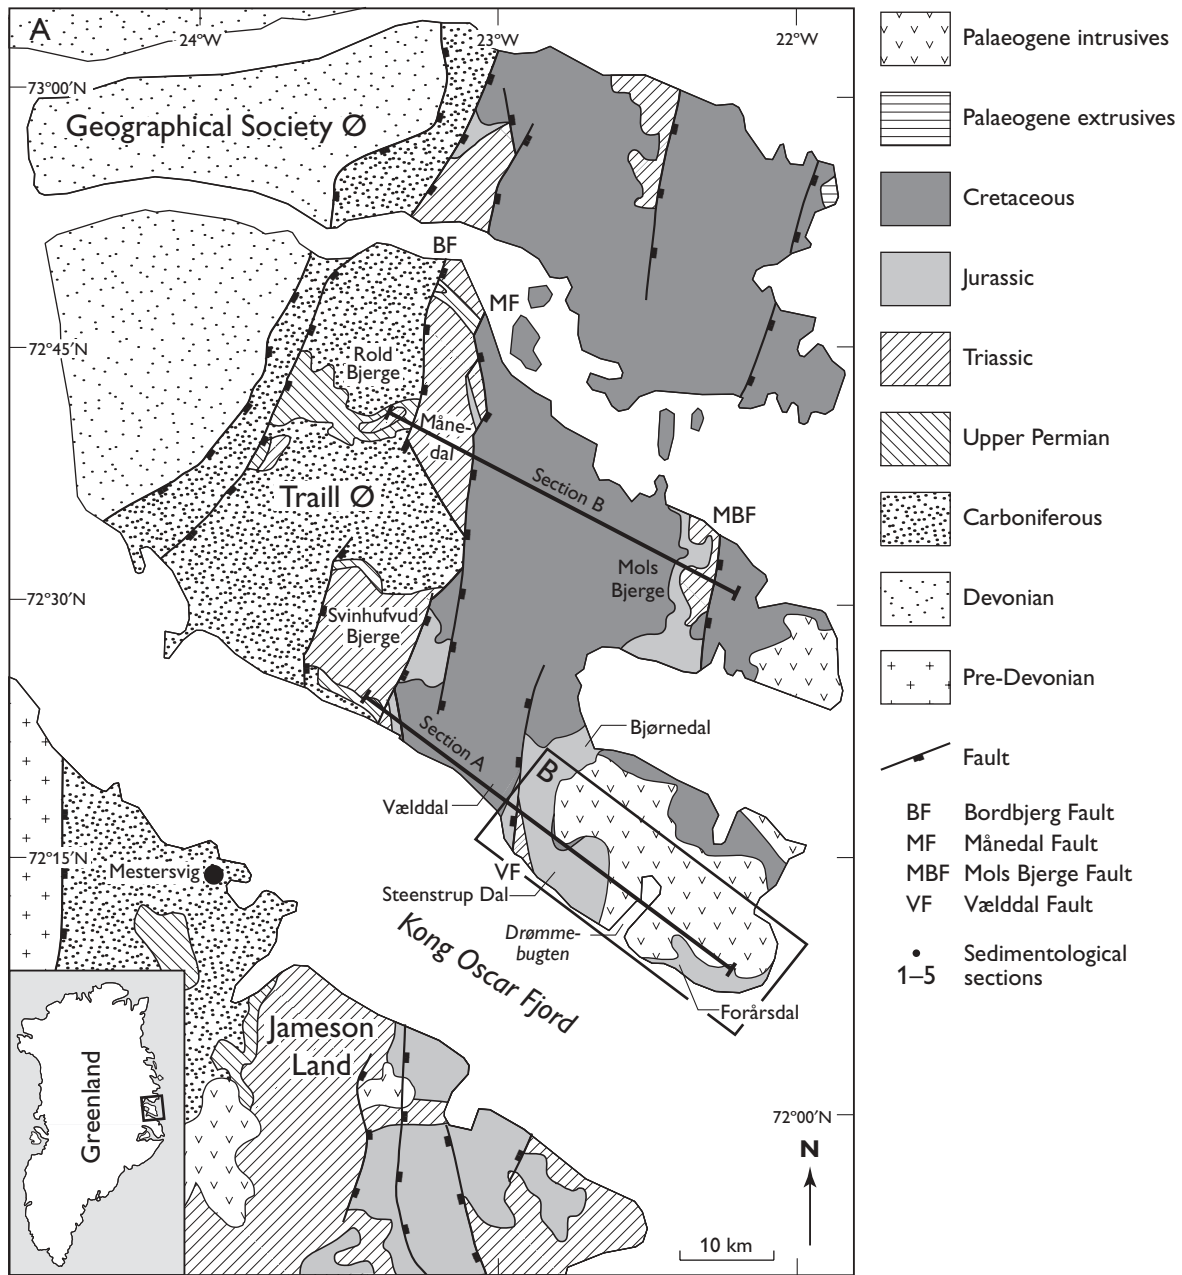 A
24°W
23°W
22°W
73°00′N
Geographical Society Ø
BF
MF
72°45′N
Rold
Bjerge
Måne-
dal
Section B
Traill Ø
MBF
Mols
Bjerge
72°30′N
Svinhufvud
Bjerge
Section A
Bjørnedal
B
Vælddal
72°15′N
Mestersvig
VF
Steenstrup Dal
Drømme-
bugten
Kong Oscar Fjord
Forårsdal
Jameson
Land
Greenland
72°00′N
N
10 km
Palaeogene intrusives
Palaeogene extrusives
Cretaceous
Jurassic
Triassic
Upper Permian
Carboniferous
Devonian
Pre-Devonian
Fault
BF Bordbjerg Fault
MF Månedal Fault
MBF Mols Bjerge Fault
VF Vælddal Fault
Sedimentological
1–5 sections